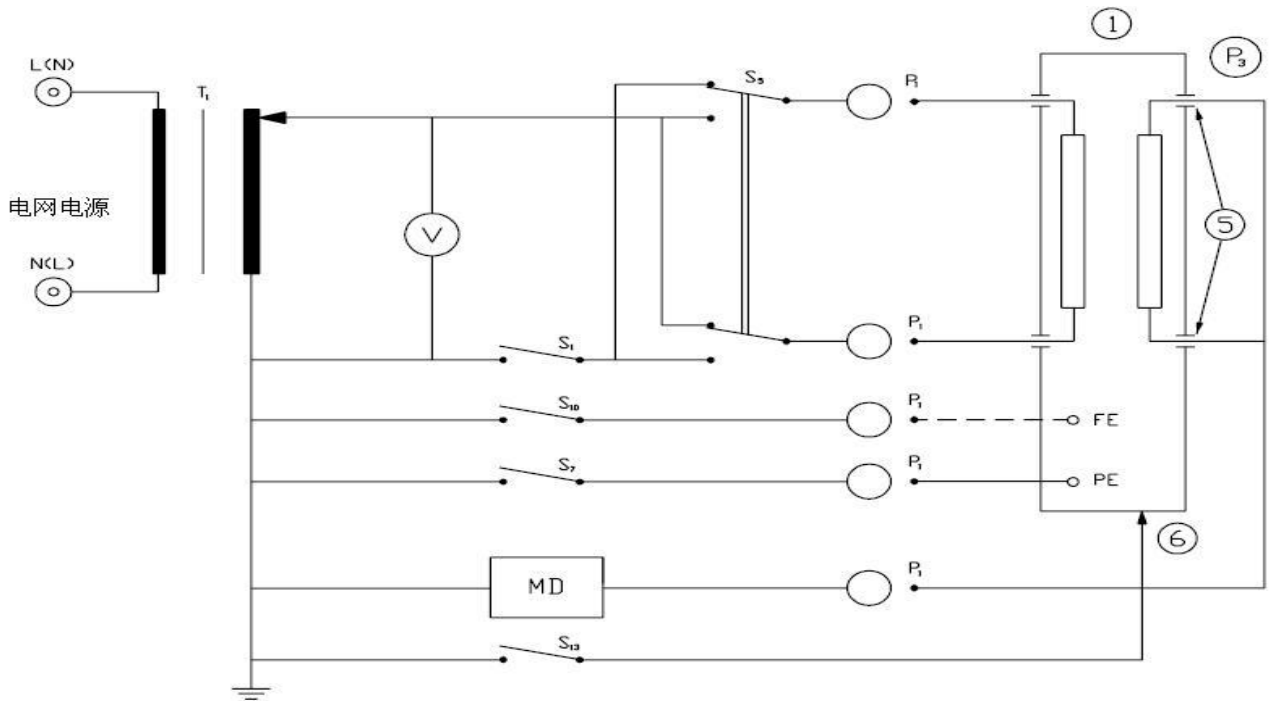 ①
P₃
L(N)
T₁
S₅
P₁
电网电源
V
⑤
N(L)
S₁
P₁
S₁₀
P₁
FE
S₇
P₁
PE
⑥
MD
P₁
S₁₃